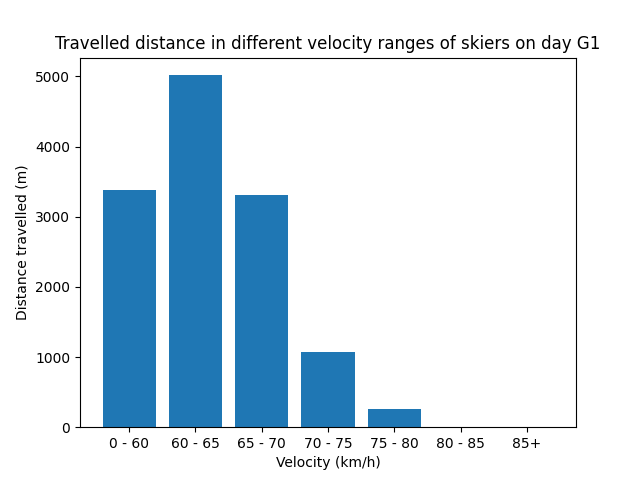 Travelled distance in different velocity ranges of skiers on day G1
5000
4000
3000
2000
1000
0
Distance travelled (m)
0 - 60 60 - 65 65 - 70 70 - 75 75 - 80 80 - 85 85+
Velocity (km/h)